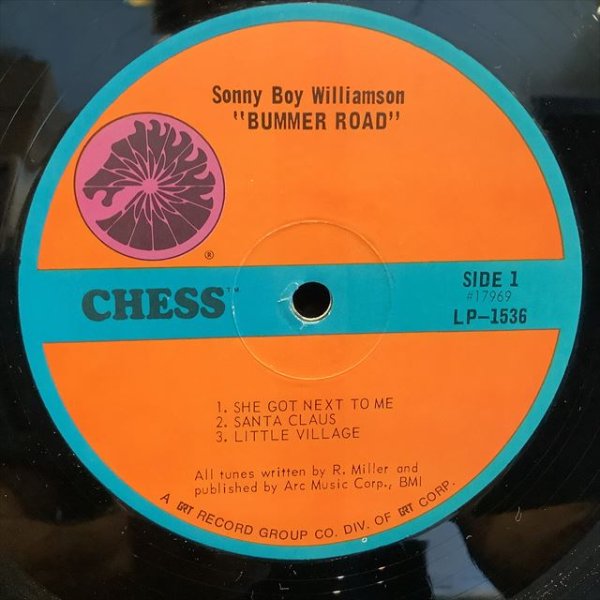 Sonny Boy Williamson
"BUMMER ROAD"
®
CHESS™
SIDE 1
#17969
LP-1536
1. SHE GOT NEXT TO ME
2. SANTA CLAUS
3. LITTLE VILLAGE
All tunes written by R. Miller and
published by Arc Music Corp., BMI
A GRT RECORD GROUP CO. DIV. OF GRT CORP.